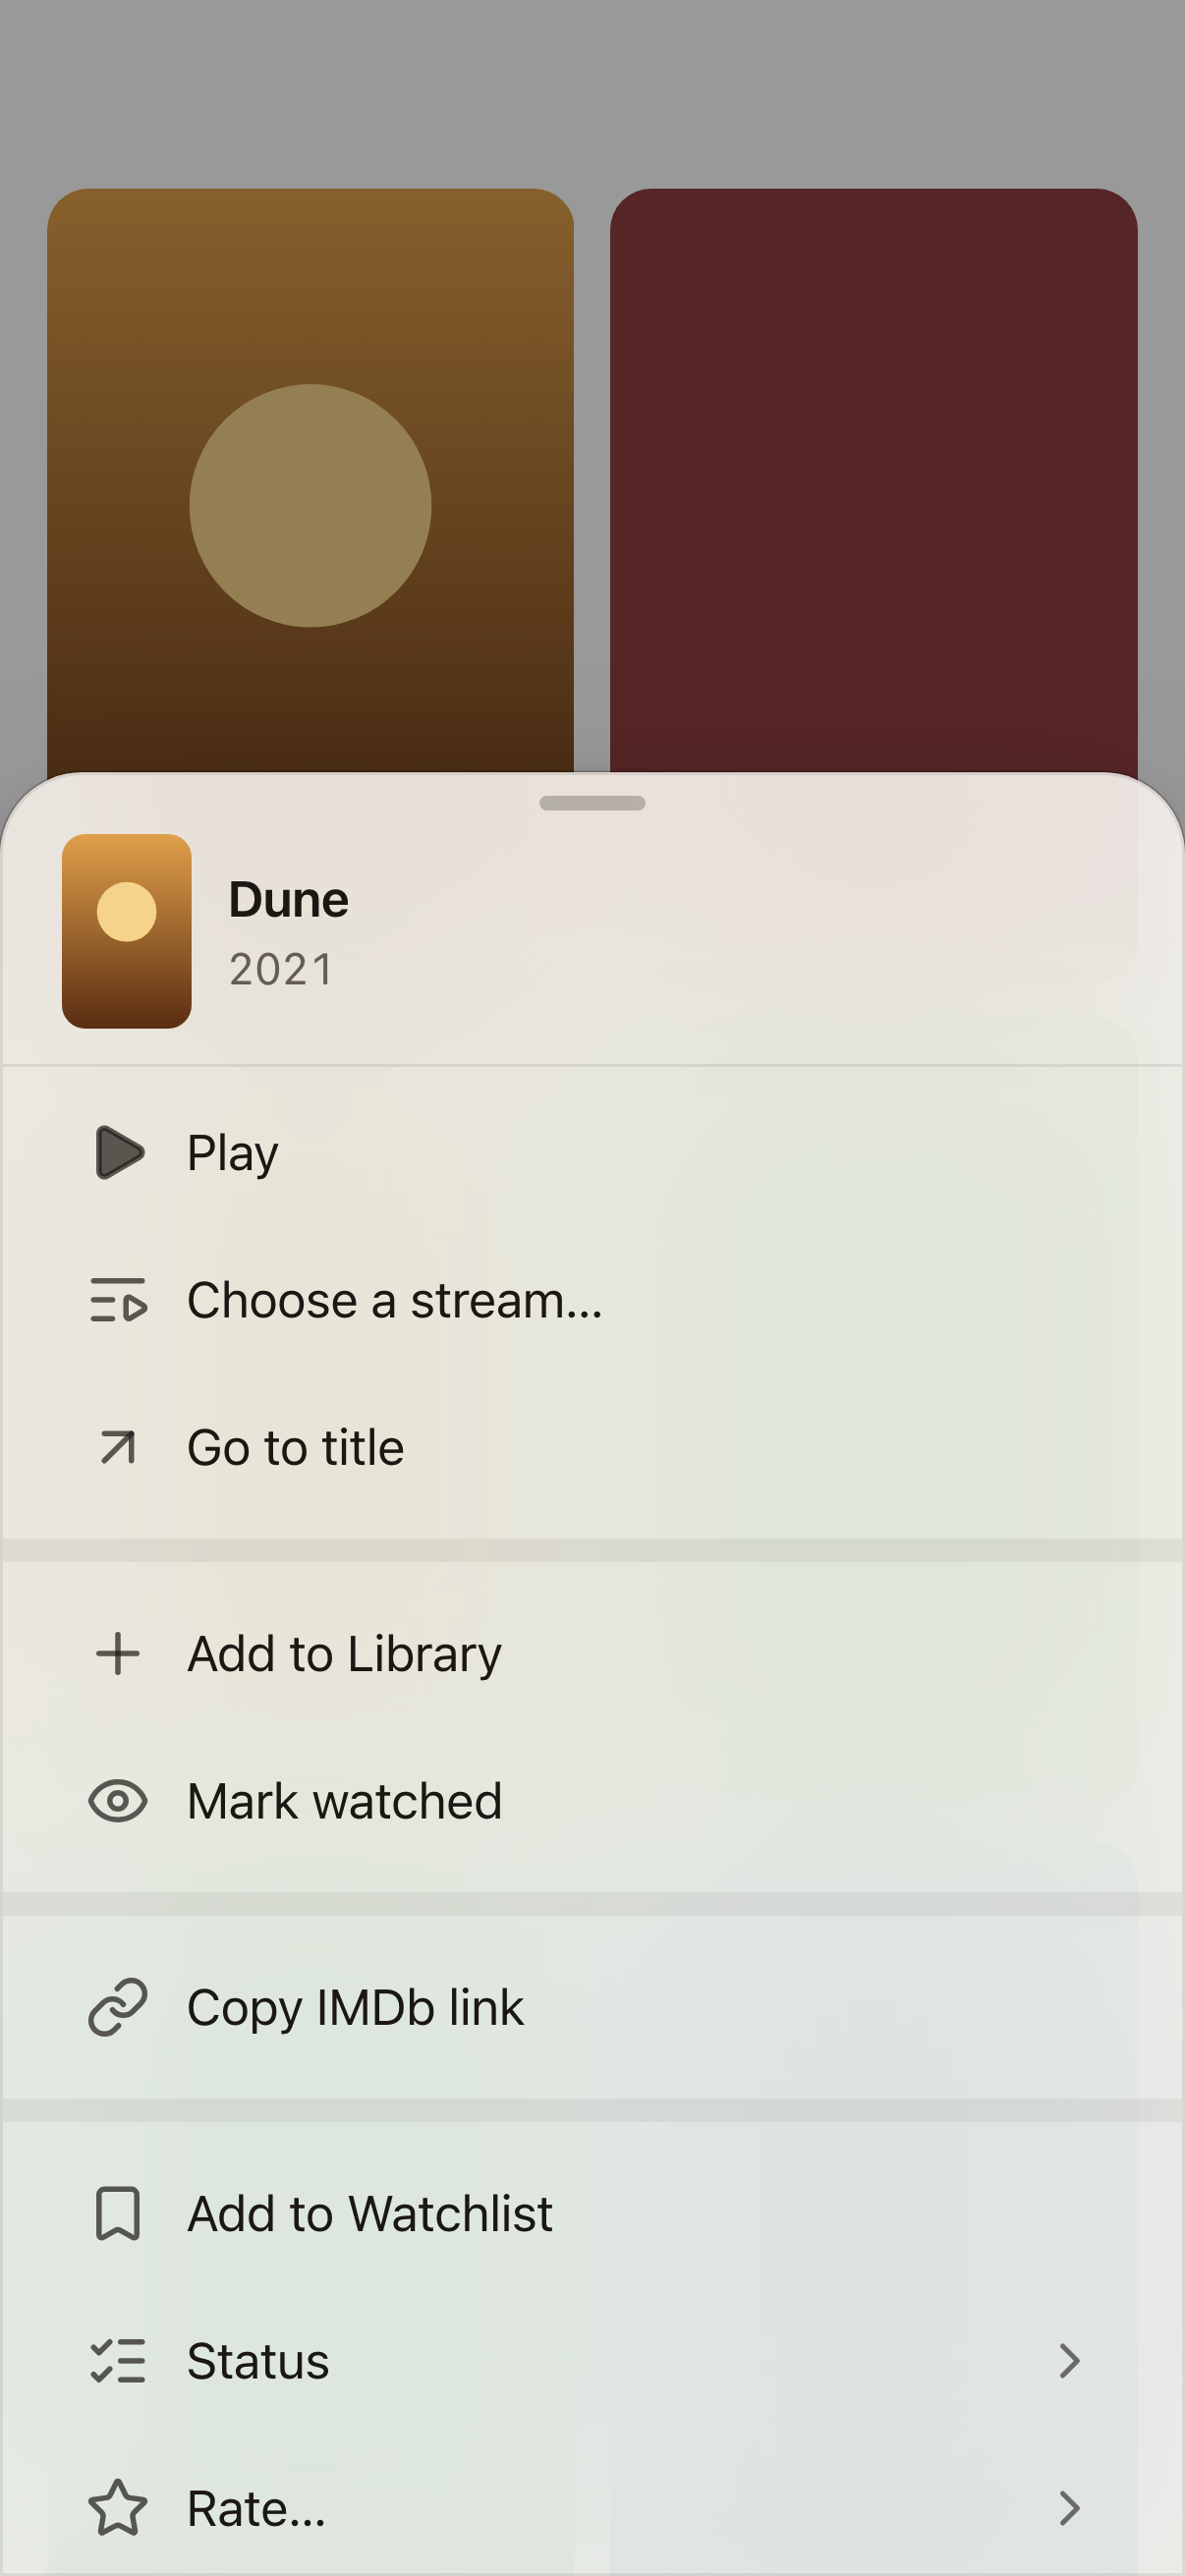 Dune
2021
Play
Choose a stream...
Go to title
Add to Library
Mark watched
Copy IMDb link
Add to Watchlist
Status
Rate...